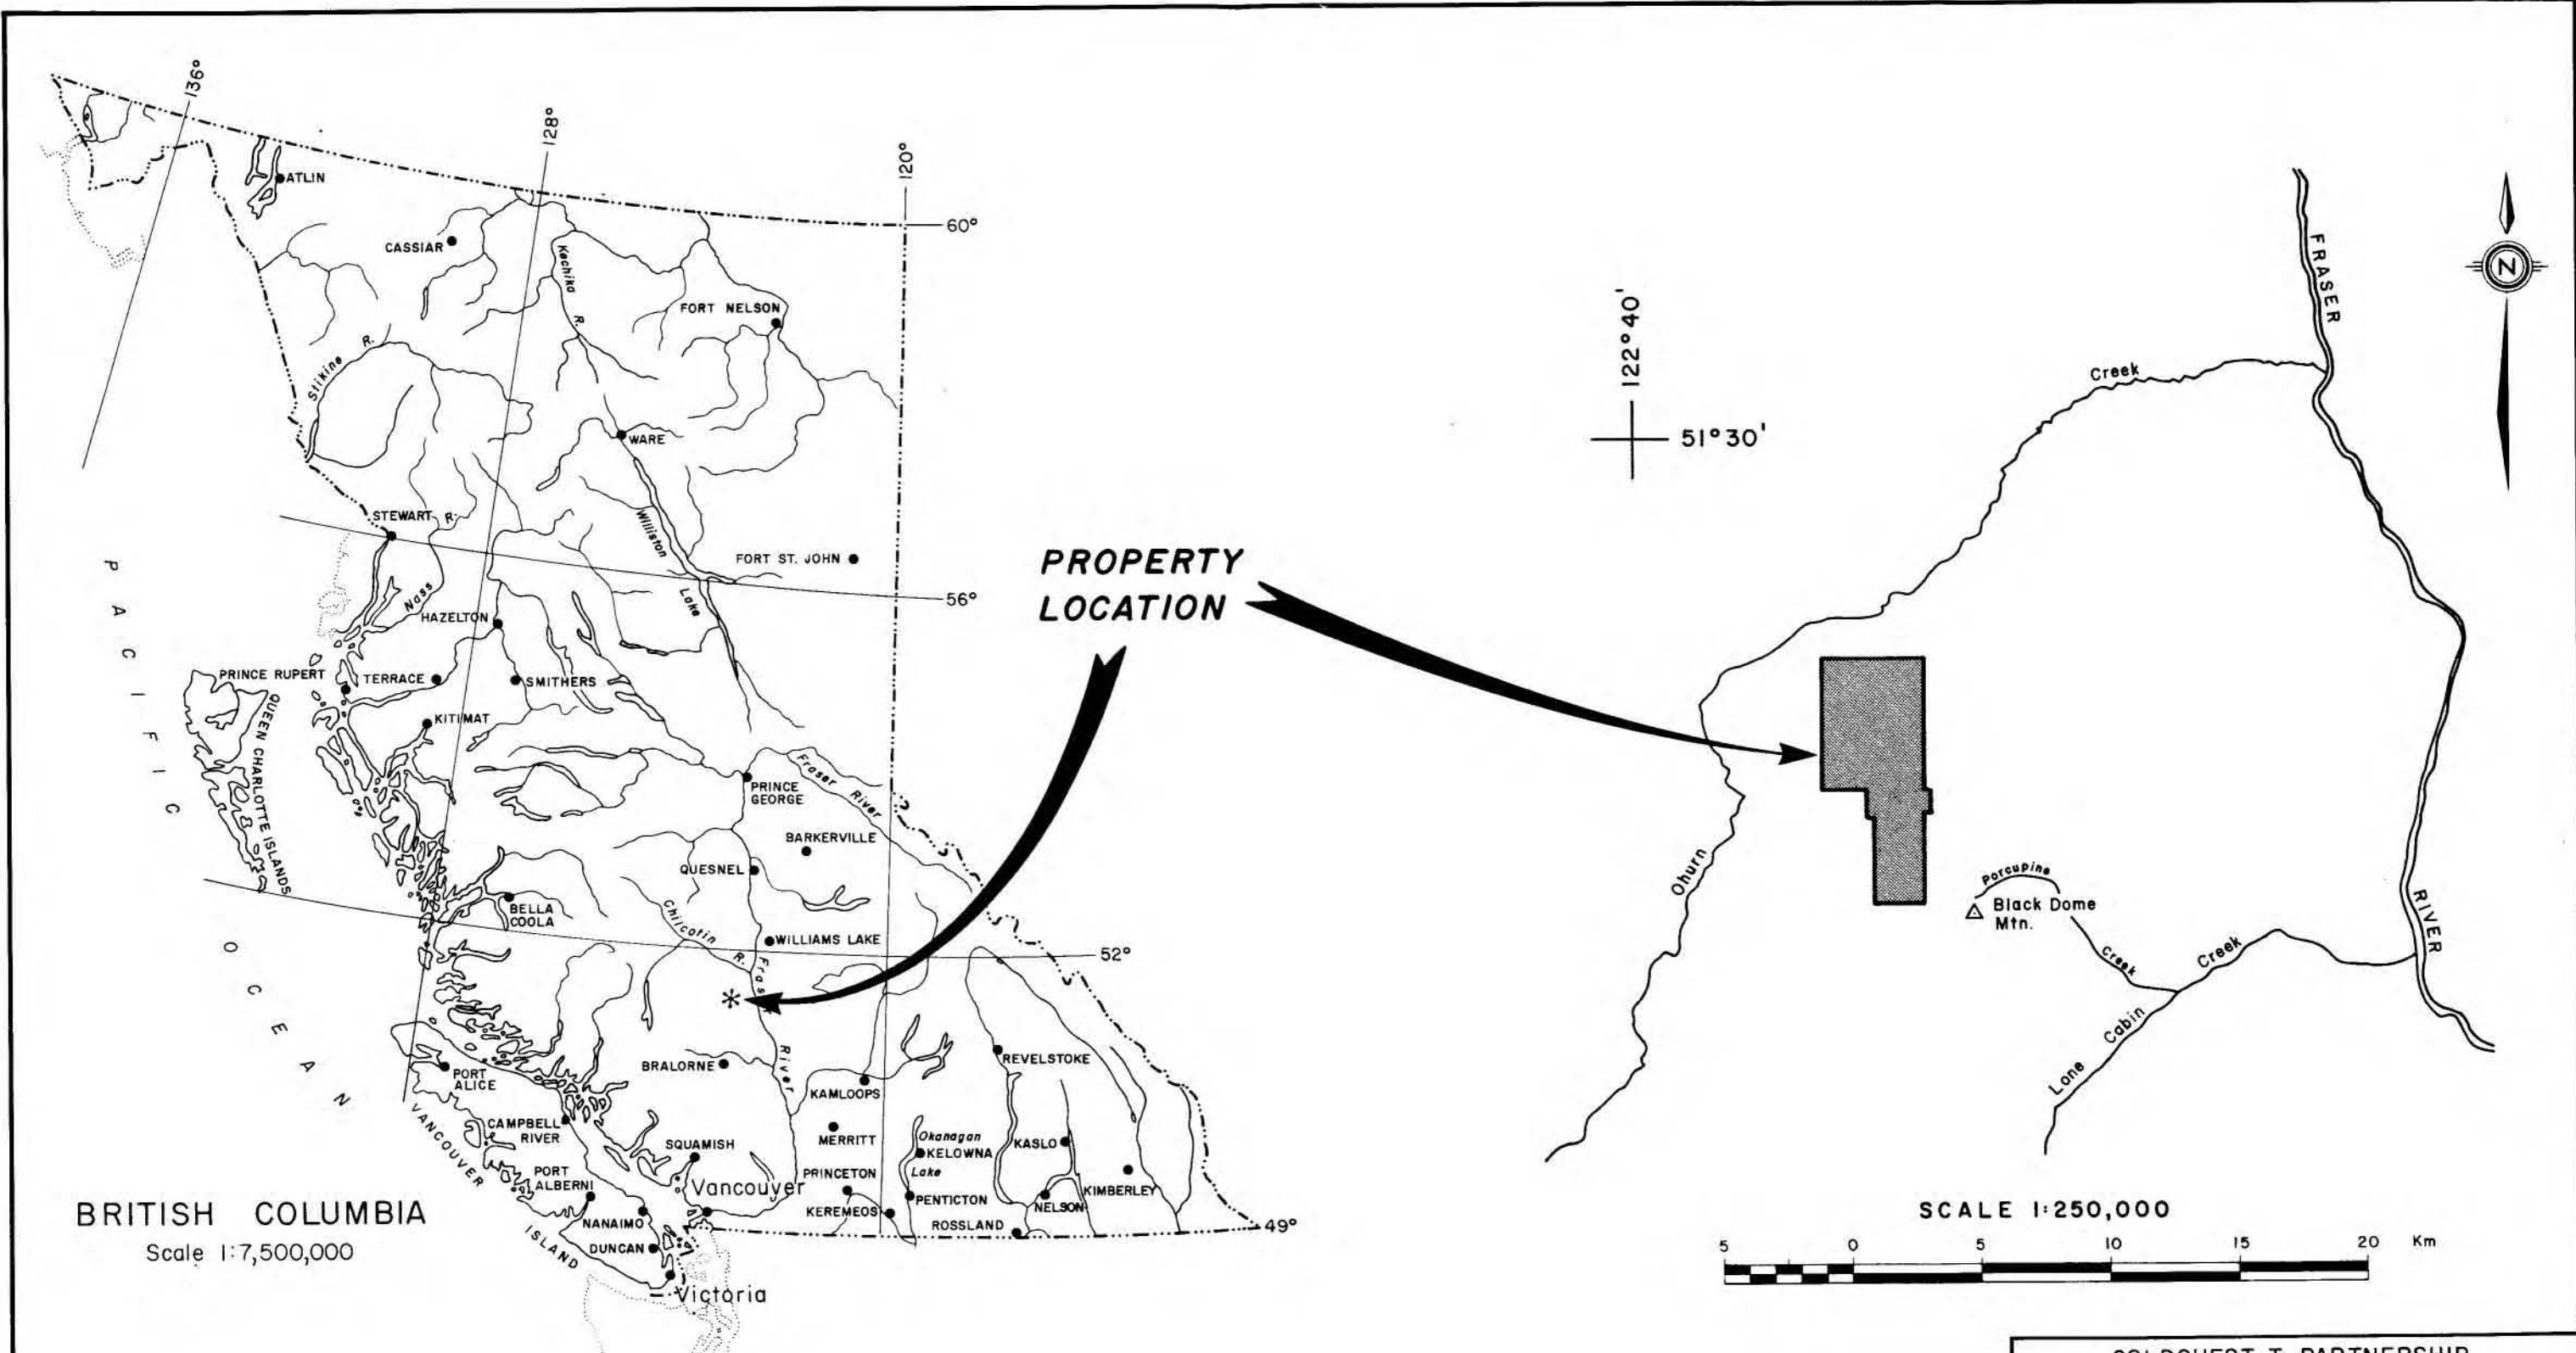 136°
128°
120°
ATLIN
60°
CASSIAR
Kechika
R.
FORT NELSON
Stikine R.
WARE
STEWART
R.
Nass
Williston
Lake
FORT ST. JOHN
56°
HAZELTON
PRINCE RUPERT
TERRACE
SMITHERS
KITIMAT
QUEEN CHARLOTTE ISLANDS
PACIFIC
OCEAN
PRINCE
GEORGE
Fraser River
BARKERVILLE
QUESNEL
BELLA
COOLA
Chilcotin
R.
WILLIAMS LAKE
52°
Fras
River
*
BRALORNE
REVELSTOKE
PORT
ALICE
KAMLOOPS
VANCOUVER
ISLAND
CAMPBELL
RIVER
MERRITT
SQUAMISH
Okanagan
Lake
KELOWNA
KASLO
PORT
ALBERNI
PRINCETON
Vancouver
PENTICTON
KIMBERLEY
NELSON
KEREMEOS
NANAIMO
ROSSLAND
49°
DUNCAN
Victoria
BRITISH COLUMBIA
Scale 1:7,500,000
PROPERTY
LOCATION
122°40'
51°30'
FRASER
RIVER
N
Creek
Ohurn
Porcupine
Creek
Black Dome
Mtn.
Lone Cabin Creek
SCALE 1:250,000
5 0 5 10 15 20 Km
GOLDQUEST I PARTNERSHIP